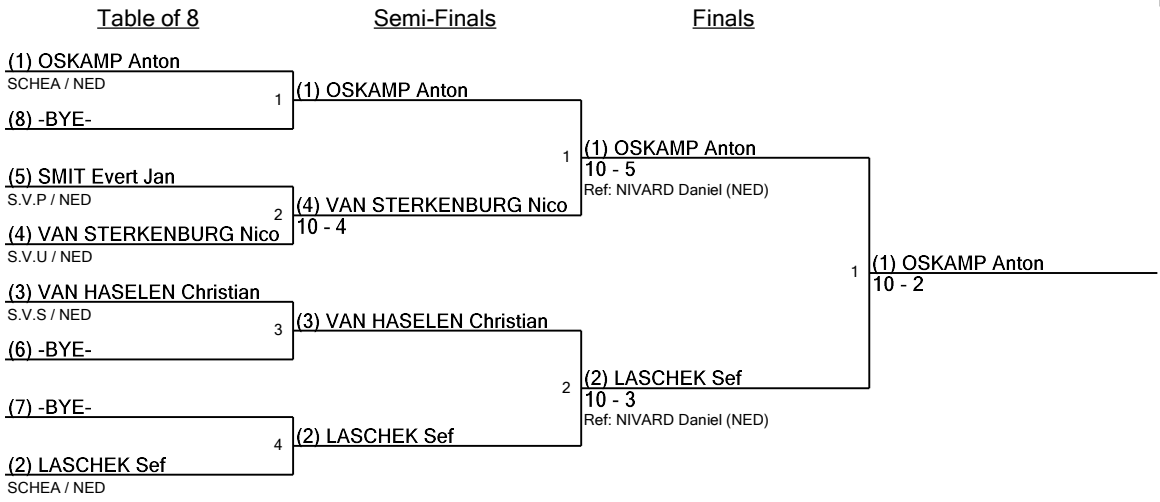 Table of 8
Semi-Finals
Finals
(1) OSKAMP Anton
SCHEA / NED
1
(8) -BYE-
(1) OSKAMP Anton
(5) SMIT Evert Jan
S.V.P / NED
2
(4) VAN STERKENBURG Nico
S.V.U / NED
(4) VAN STERKENBURG Nico
10 - 4
1
(1) OSKAMP Anton
10 - 5
Ref: NIVARD Daniel (NED)
(3) VAN HASELEN Christian
S.V.S / NED
3
(6) -BYE-
(3) VAN HASELEN Christian
(7) -BYE-
4
(2) LASCHEK Sef
SCHEA / NED
(2) LASCHEK Sef
2
(2) LASCHEK Sef
10 - 3
Ref: NIVARD Daniel (NED)
1
(1) OSKAMP Anton
10 - 2